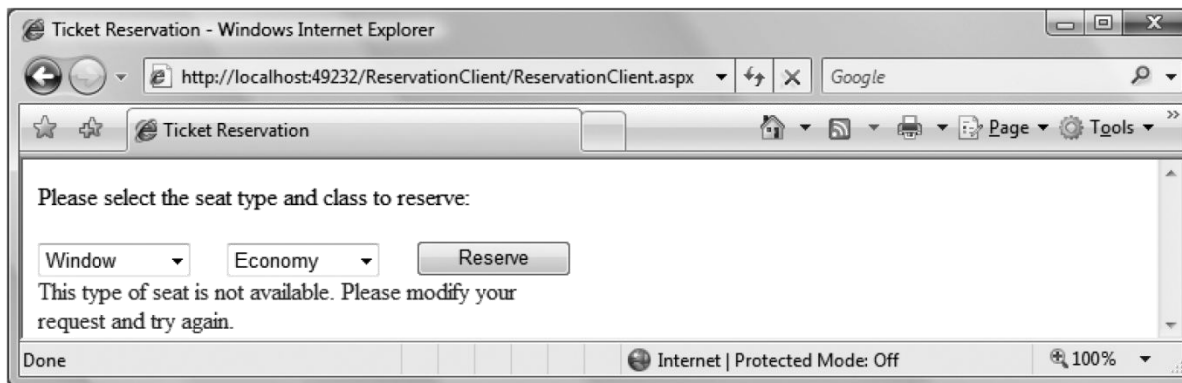 Ticket Reservation - Windows Internet Explorer
http://localhost:49232/ReservationClient/ReservationClient.aspx Google
Ticket Reservation Page Tools »
Please select the seat type and class to reserve:
Window Economy Reserve
This type of seat is not available. Please modify your
request and try again.
Done Internet | Protected Mode: Off 100%